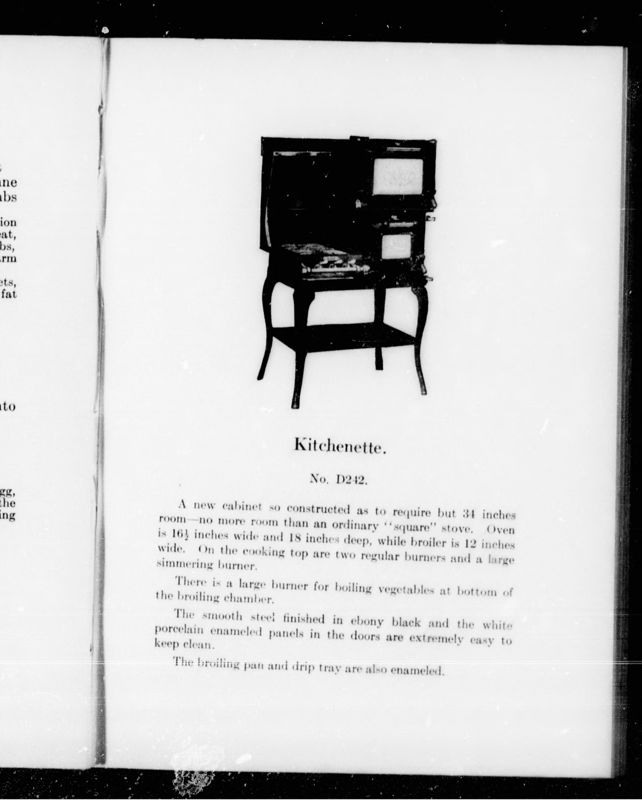 ine
abs
ion
eat,
bs,
rm
ets,
fat
nto
gg,
the
ing
Kitchenette.
No. D242.
A new cabinet so constructed as to require but 34 inches
room—no more room than an ordinary "square" stove. Oven
is 16½ inches wide and 18 inches deep, while broiler is 12 inches
wide. On the cooking top are two regular burners and a large
simmering burner.
There is a large burner for boiling vegetables at bottom of
the broiling chamber.
The smooth steel finished in ebony black and the white
porcelain enameled panels in the doors are extremely easy to
keep clean.
The broiling pan and drip tray are also enameled.